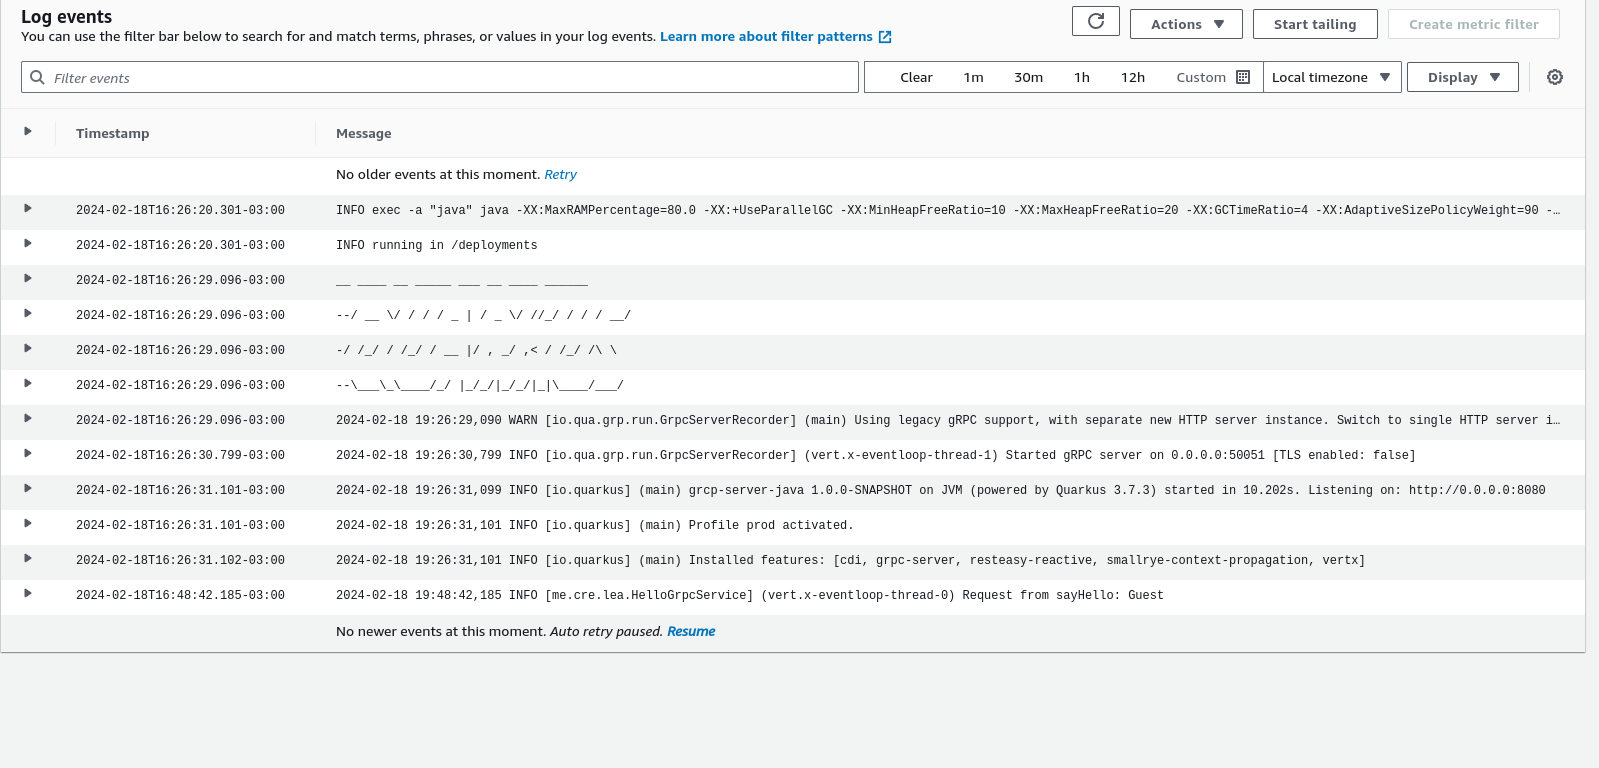 Log events
You can use the filter bar below to search for and match terms, phrases, or values in your log events. Learn more about filter patterns
Actions
Start tailing
Create metric filter
Filter events
Clear 1m 30m 1h 12h Custom Local timezone Display
Timestamp Message
No older events at this moment. Retry
2024-02-18T16:26:20.301-03:00 INFO exec -a "java" java -XX:MaxRAMPercentage=80.0 -XX:+UseParallelGC -XX:MinHeapFreeRatio=10 -XX:MaxHeapFreeRatio=20 -XX:GCTimeRatio=4 -XX:AdaptiveSizePolicyWeight=90 -…
2024-02-18T16:26:20.301-03:00 INFO running in /deployments
2024-02-18T16:26:29.096-03:00 __ ____ __ _____ ___ __ ____ ______
2024-02-18T16:26:29.096-03:00 --/ __ \/ / / / _ | / _ \/ //_/ / / / __/
2024-02-18T16:26:29.096-03:00 -/ /_/ / /_/ / __ |/ , _/ ,< / /_/ /\ \
2024-02-18T16:26:29.096-03:00 --\___\_\____/_/ |_/_/|_/_/|_|\____/___/
2024-02-18T16:26:29.096-03:00 2024-02-18 19:26:29,090 WARN [io.qua.grp.run.GrpcServerRecorder] (main) Using legacy gRPC support, with separate new HTTP server instance. Switch to single HTTP server i…
2024-02-18T16:26:30.799-03:00 2024-02-18 19:26:30,799 INFO [io.qua.grp.run.GrpcServerRecorder] (vert.x-eventloop-thread-1) Started gRPC server on 0.0.0.0:50051 [TLS enabled: false]
2024-02-18T16:26:31.101-03:00 2024-02-18 19:26:31,099 INFO [io.quarkus] (main) grcp-server-java 1.0.0-SNAPSHOT on JVM (powered by Quarkus 3.7.3) started in 10.202s. Listening on: http://0.0.0.0:8080
2024-02-18T16:26:31.101-03:00 2024-02-18 19:26:31,101 INFO [io.quarkus] (main) Profile prod activated.
2024-02-18T16:26:31.102-03:00 2024-02-18 19:26:31,101 INFO [io.quarkus] (main) Installed features: [cdi, grpc-server, resteasy-reactive, smallrye-context-propagation, vertx]
2024-02-18T16:48:42.185-03:00 2024-02-18 19:48:42,185 INFO [me.cre.lea.HelloGrpcService] (vert.x-eventloop-thread-0) Request from sayHello: Guest
No newer events at this moment. Auto retry paused. Resume